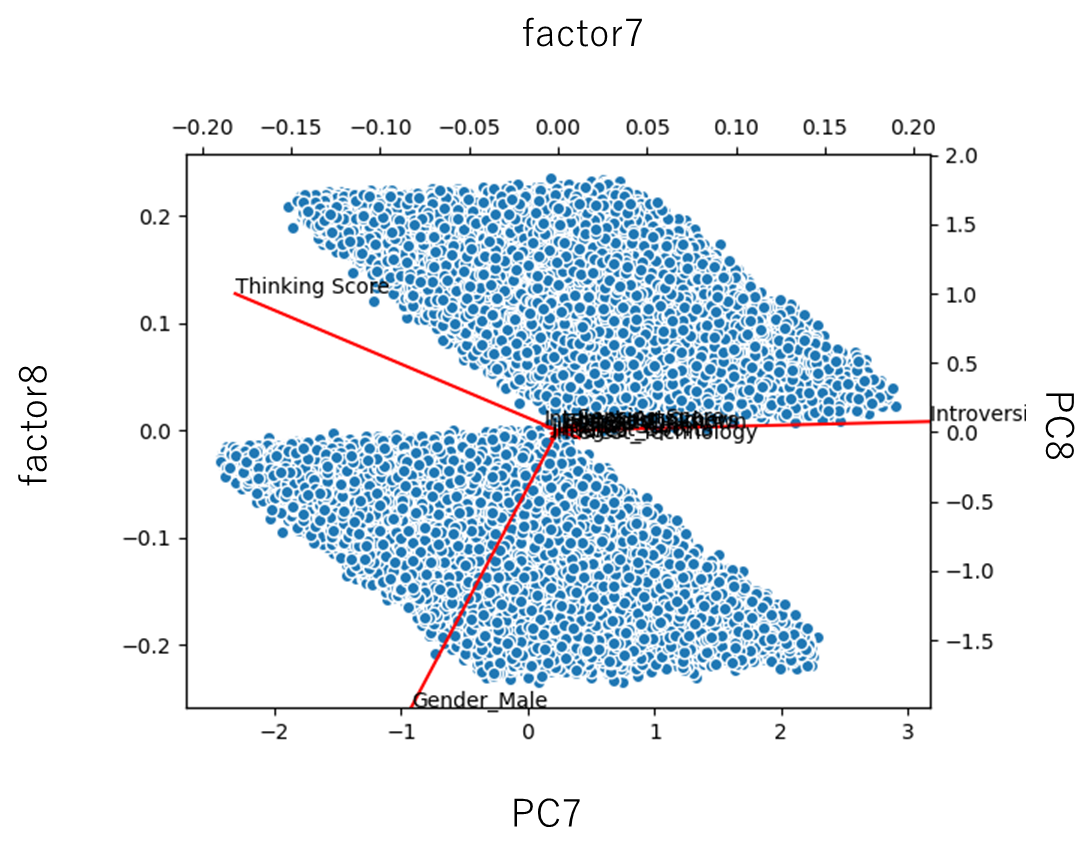 factor7
−0.20 −0.15 −0.10 −0.05 0.00 0.05 0.10 0.15 0.20
2.0
0.2 1.5
Thinking Score 1.0
0.1
0.5
factor8 PC8
Introversi
0.0 0.0
Interest_Technology
−0.5
−0.1
−1.0
−0.2 −1.5
Gender_Male
−2 −1 0 1 2 3
PC7